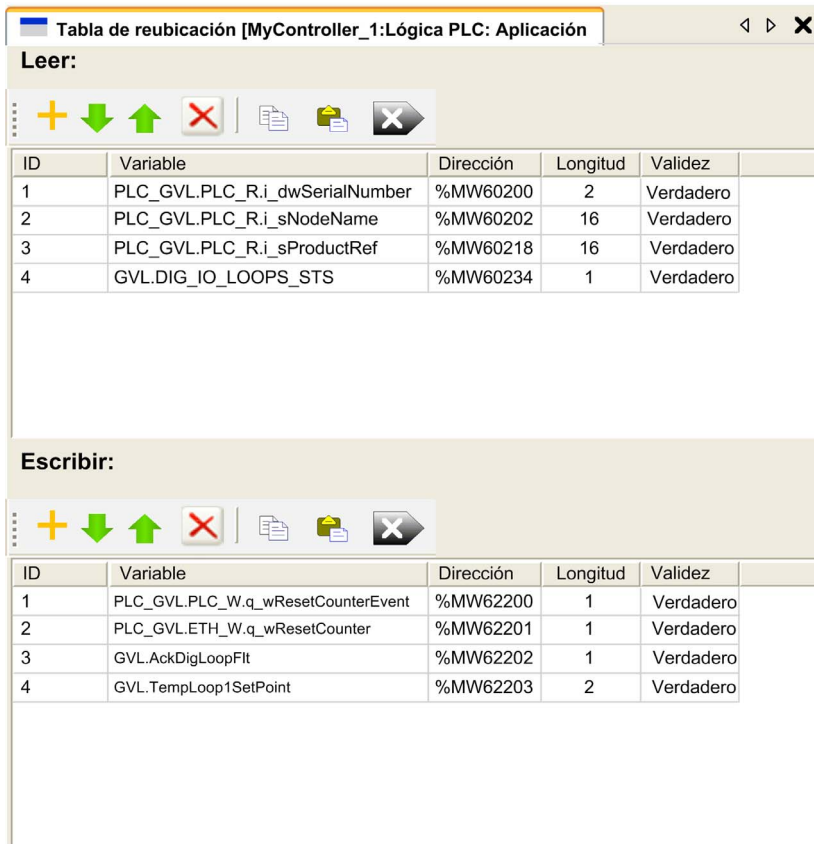 Tabla de reubicación [MyController_1:Lógica PLC: Aplicación
Leer:
ID Variable Dirección Longitud Validez
1 PLC_GVL.PLC_R.i_dwSerialNumber %MW60200 2 Verdadero
2 PLC_GVL.PLC_R.i_sNodeName %MW60202 16 Verdadero
3 PLC_GVL.PLC_R.i_sProductRef %MW60218 16 Verdadero
4 GVL.DIG_IO_LOOPS_STS %MW60234 1 Verdadero
Escribir:
ID Variable Dirección Longitud Validez
1 PLC_GVL.PLC_W.q_wResetCounterEvent %MW62200 1 Verdadero
2 PLC_GVL.ETH_W.q_wResetCounter %MW62201 1 Verdadero
3 GVL.AckDigLoopFlt %MW62202 1 Verdadero
4 GVL.TempLoop1SetPoint %MW62203 2 Verdadero